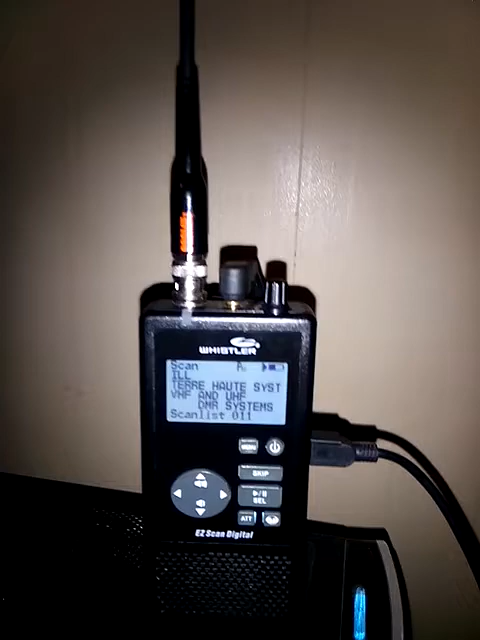 WHISTLER
Scan
ILL
TERRE HAUTE SYST
VHF AND UHF
DMR SYSTEMS
Scanlist 011
MENU
SKIP
SEL
ATT
EZ Scan Digital